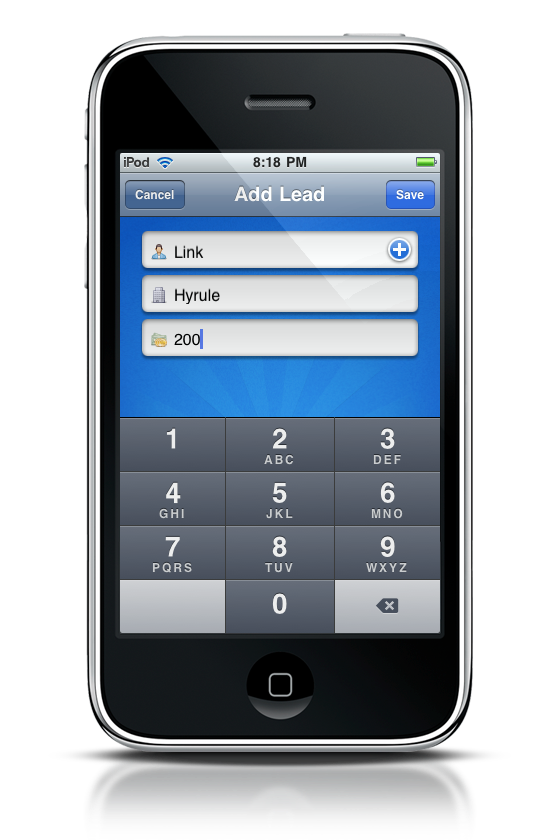 iPod 8:18 PM
Cancel Add Lead Save
Link
Hyrule
200
1 2 3
ABC DEF
4 5 6
GHI JKL MNO
7 8 9
PQRS TUV WXYZ
0